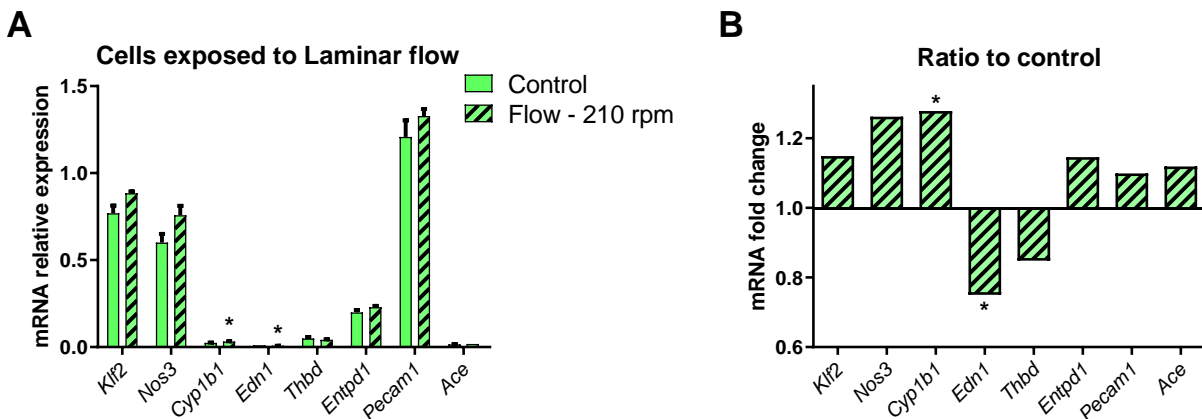 A
Cells exposed to Laminar flow
Control
Flow - 210 rpm
mRNA relative expression
1.5
1.0
0.5
0.0
*
*
Klf2
Nos3
Cyp1b1
Edn1
Thbd
Entpd1
Pecam1
Ace
B
Ratio to control
mRNA fold change
1.2
1.0
0.8
0.6
*
*
Klf2
Nos3
Cyp1b1
Edn1
Thbd
Entpd1
Pecam1
Ace